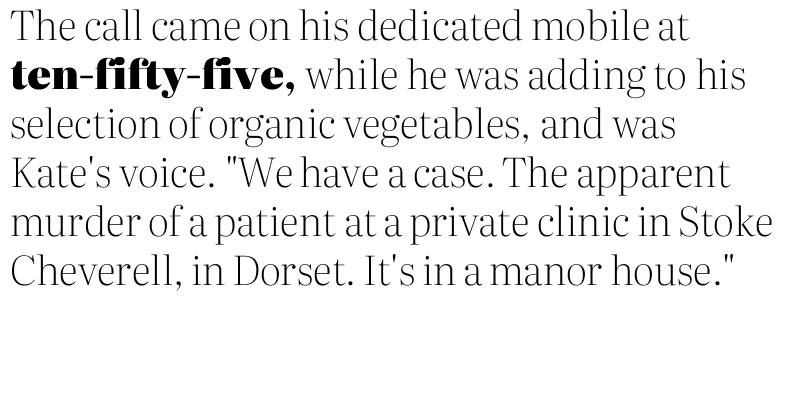 The call came on his dedicated mobile at
ten-fifty-five, while he was adding to his
selection of organic vegetables, and was
Kate's voice. "We have a case. The apparent
murder of a patient at a private clinic in Stoke
Cheverell, in Dorset. It's in a manor house."